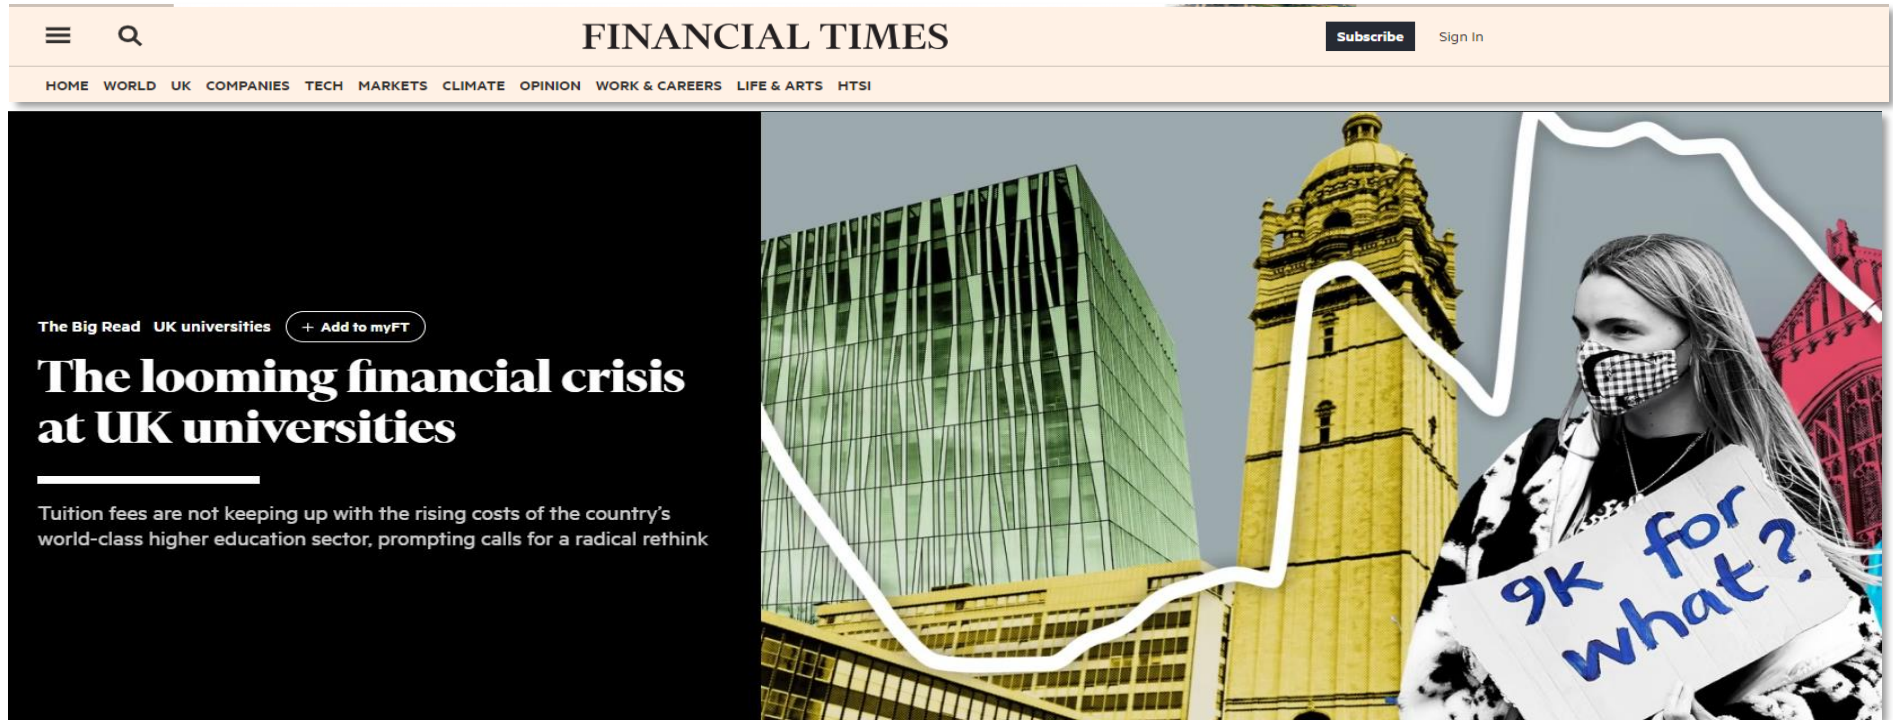 FINANCIAL TIMES
Subscribe
Sign In
HOME WORLD UK COMPANIES TECH MARKETS CLIMATE OPINION WORK & CAREERS LIFE & ARTS HTSI
The Big Read UK universities + Add to myFT
The looming financial crisis
at UK universities
Tuition fees are not keeping up with the rising costs of the country’s
world-class higher education sector, prompting calls for a radical rethink
9K for
what?